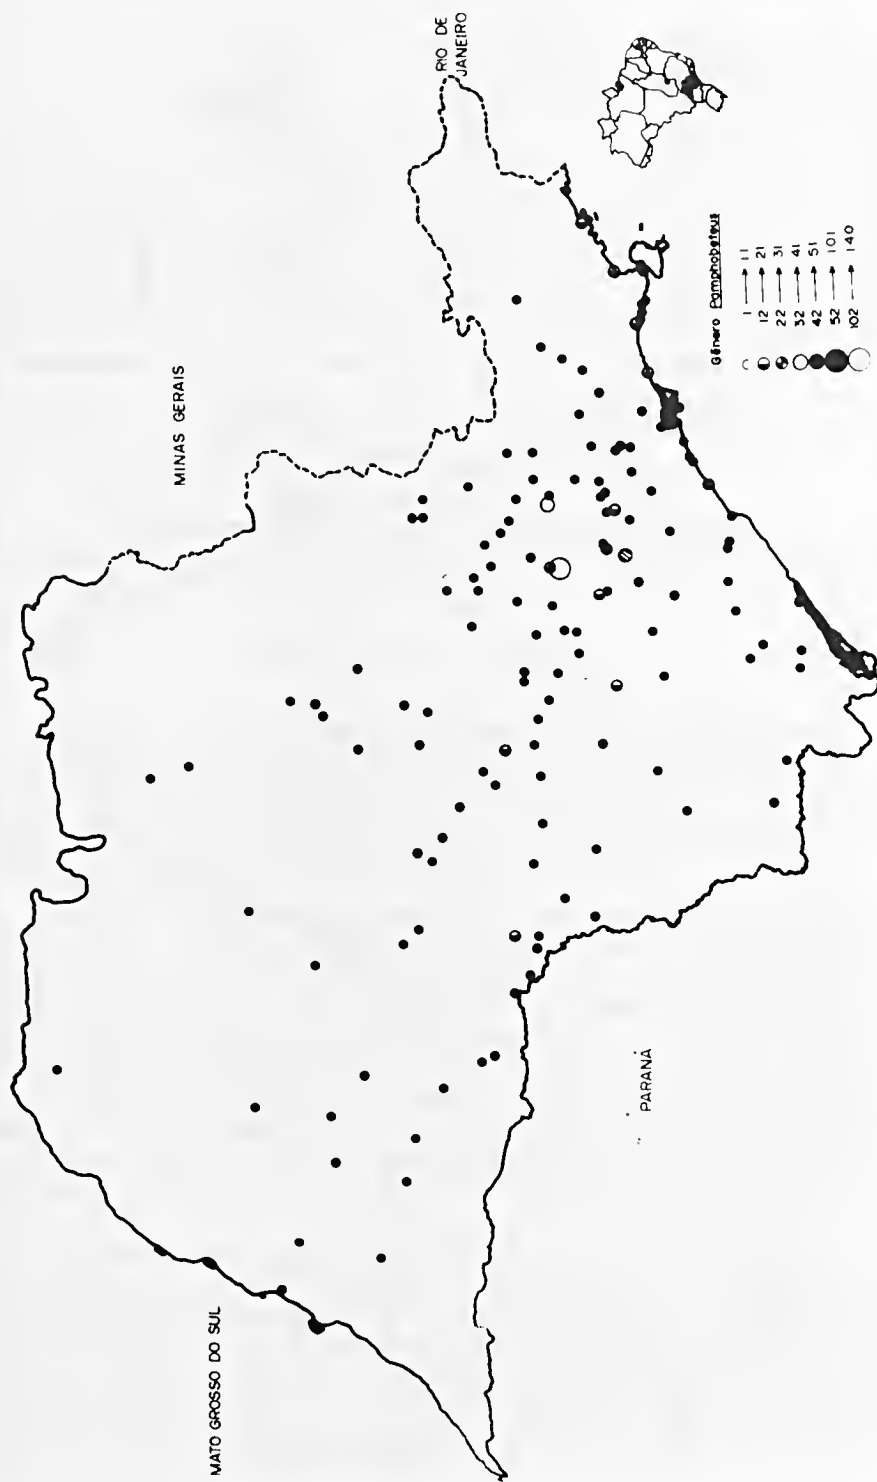 MATO GROSSO DO SUL
MINAS GERAIS
RIO DE
JANEIRO
PARANÁ
Gênero Pamphobeteus
1 → 11
12 → 21
22 → 31
32 → 41
42 → 51
52 → 101
102 → 140